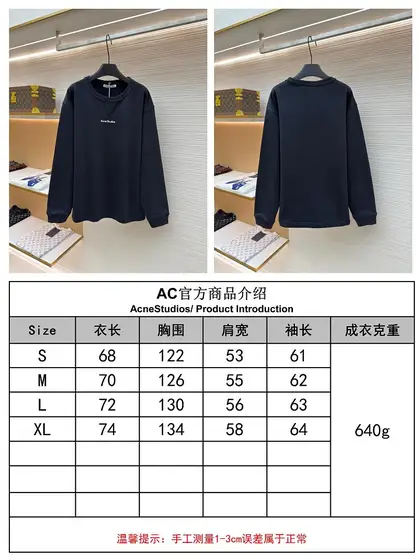 AcneStudios
AC官方商品介绍
AcneStudios/ Product Introduction
Size 衣长 胸围 肩宽 袖长 成衣克重
S 68 122 53 61
M 70 126 55 62
L 72 130 56 63
XL 74 134 58 64
640g
温馨提示: 手工测量1-3cm误差属于正常